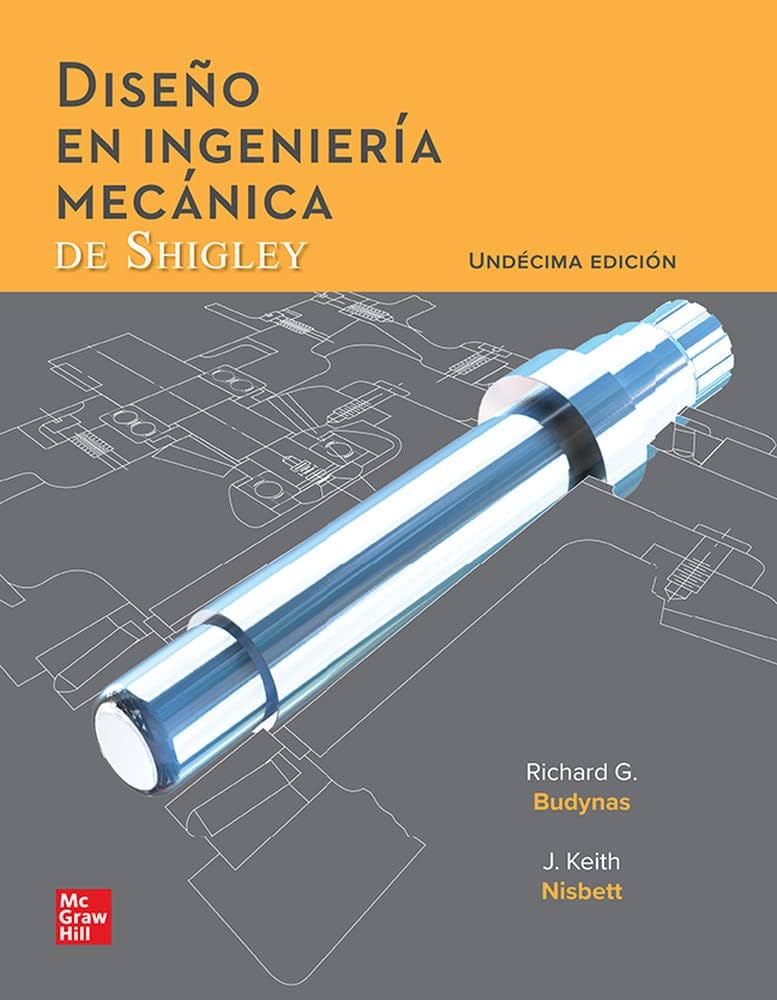 DISEÑO
EN INGENIERÍA
MECÁNICA
DE SHIGLEY
UNDÉCIMA EDICIÓN
Richard G.
Budynas
J. Keith
Nisbett
Mc
Graw
Hill